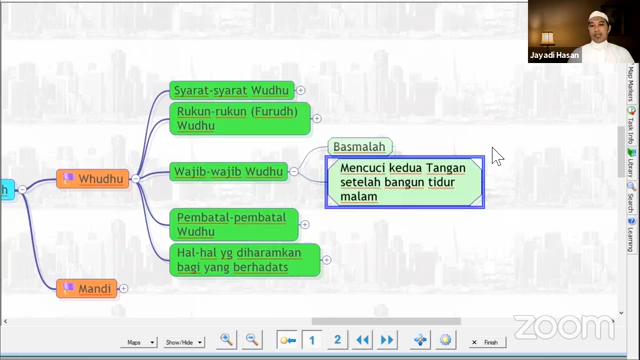 Jayadi Hasan
Syarat-syarat Wudhu
Rukun-rukun (Furudh)
Wudhu
Basmalah
Whudhu
Wajib-wajib Wudhu
Mencuci kedua Tangan
setelah bangun tidur
malam
h
Pembatal-pembatal
Wudhu
Hal-hal yg diharamkan
bagi yang berhadats
Mandi
Map Markers
Task Info
Library
Search
Learning
Maps
Show/Hide
1
2
Finish
zoom